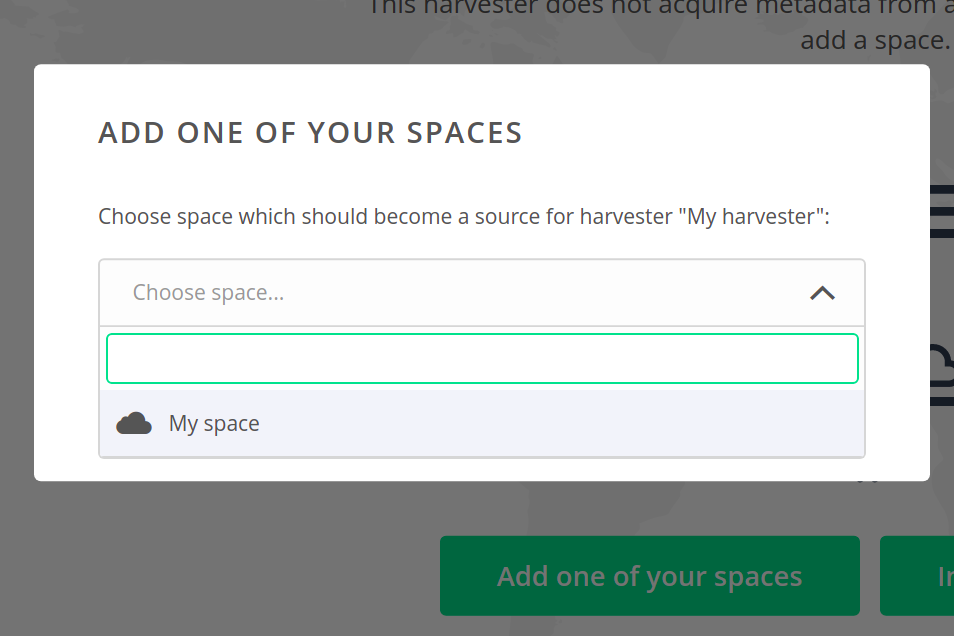 This harvester does not acquire metadata from a
add a space.
ADD ONE OF YOUR SPACES
Choose space which should become a source for harvester "My harvester":
Choose space...
My space
Add one of your spaces